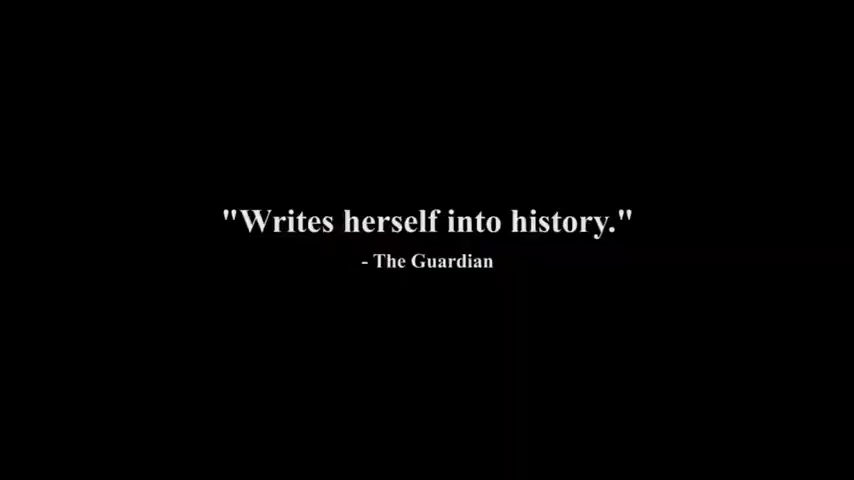 "Writes herself into history."
- The Guardian